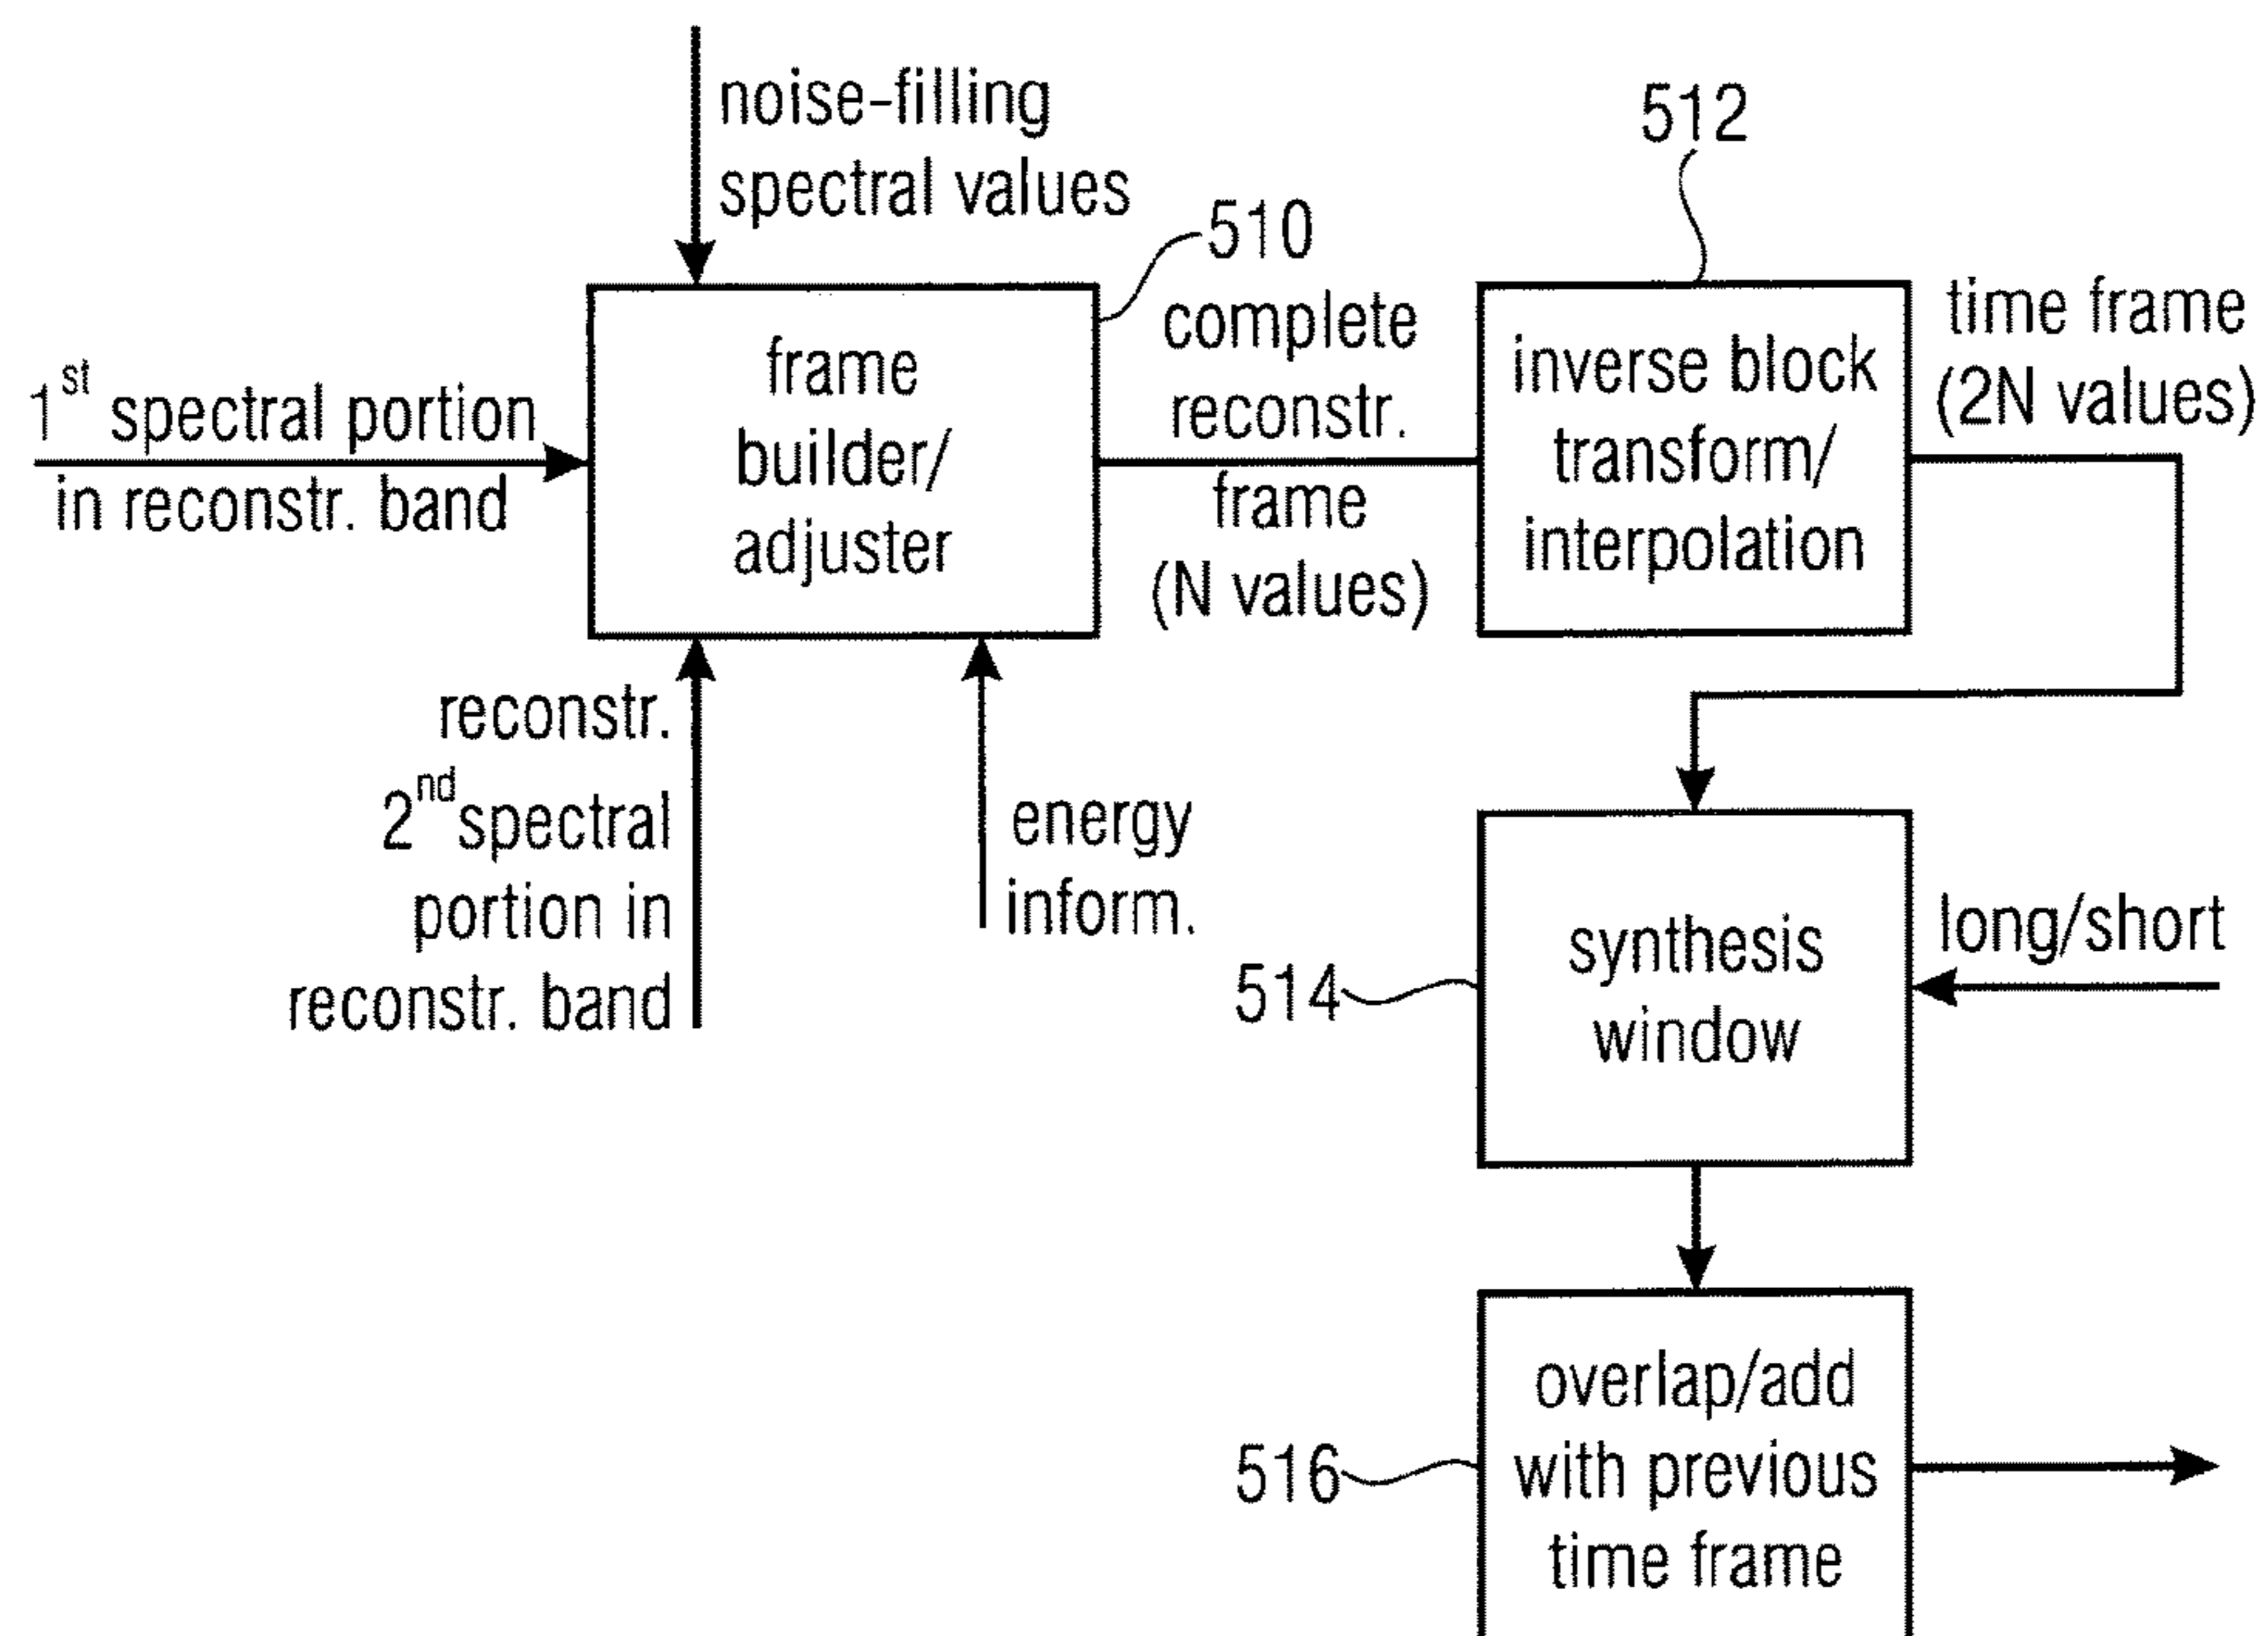 noise-filling
spectral values
510
512
1st spectral portion
in reconstr. band
frame
builder/
adjuster
complete
reconstr.
frame
(N values)
inverse block
transform/
interpolation
time frame
(2N values)
reconstr.
2nd spectral
portion in
reconstr. band
energy
inform.
514
synthesis
window
long/short
516
overlap/add
with previous
time frame